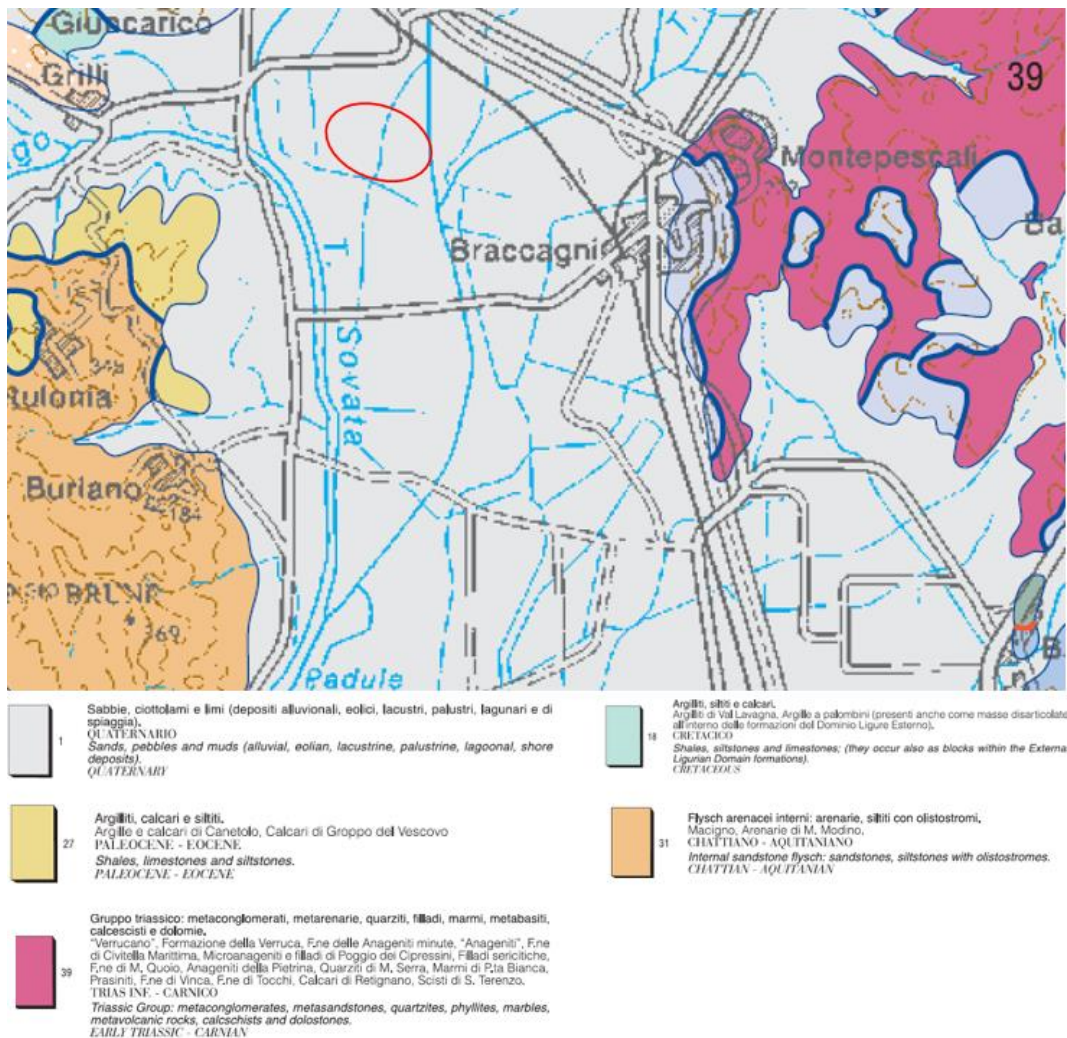 Giuncarico
Grilli
39
Montepescali
Braccagni
T. Sovata
Buriano
Padule
1
Sabbie, ciottolami e limi (depositi alluvionali, eolici, lacustri, palustri, lagunari e di
spiaggia).
QUATERNARIO
Sands, pebbles and muds (alluvial, eolian, lacustrine, palustrine, lagoonal, shore
deposits).
QUATERNARY
18
Argilliti, siltiti e calcari.
Argilliti di Val Lavagna, Argille a palombini (presenti anche come masse disarticolate
all'interno delle formazioni del Dominio Ligure Esterno).
CRETACICO
Shales, siltstones and limestones; (they occur also as blocks within the Externa
Ligurian Domain formations).
CRETACEOUS
27
Argilliti, calcari e siltiti.
Argille e calcari di Canetolo, Calcari di Groppo del Vescovo
PALEOCENE - EOCENE
Shales, limestones and siltstones.
PALEOCENE - EOCENE
31
Flysch arenacei interni: arenarie, siltiti con olistostromi.
Macigno, Arenarie di M. Modino.
CHATTIANO - AQUITANIANO
Internal sandstone flysch: sandstones, siltstones with olistostromes.
CHATTIAN - AQUITANIAN
39
Gruppo triassico: metaconglomerati, metarenarie, quarziti, filladi, marmi, metabasiti,
calcescisti e dolomie.
"Verrucano", Formazione della Verruca, F.ne delle Anageniti minute, "Anageniti", F.ne
di Civitella Marittima, Microanageniti e filladi di Poggio dei Cipressini, Filladi sericitiche,
F.ne di M. Quoio, Anageniti della Pietrina, Quarziti di M. Serra, Marmi di P.ta Bianca,
Prasiniti, F.ne di Vinca, F.ne di Tocchi, Calcari di Retignano, Scisti di S. Terenzo.
TRIAS INF. - CARNICO
Triassic Group: metaconglomerates, metasandstones, quartzites, phyllites, marbles,
metavolcanic rocks, calcschists and dolostones.
EARLY TRIASSIC - CARNIAN